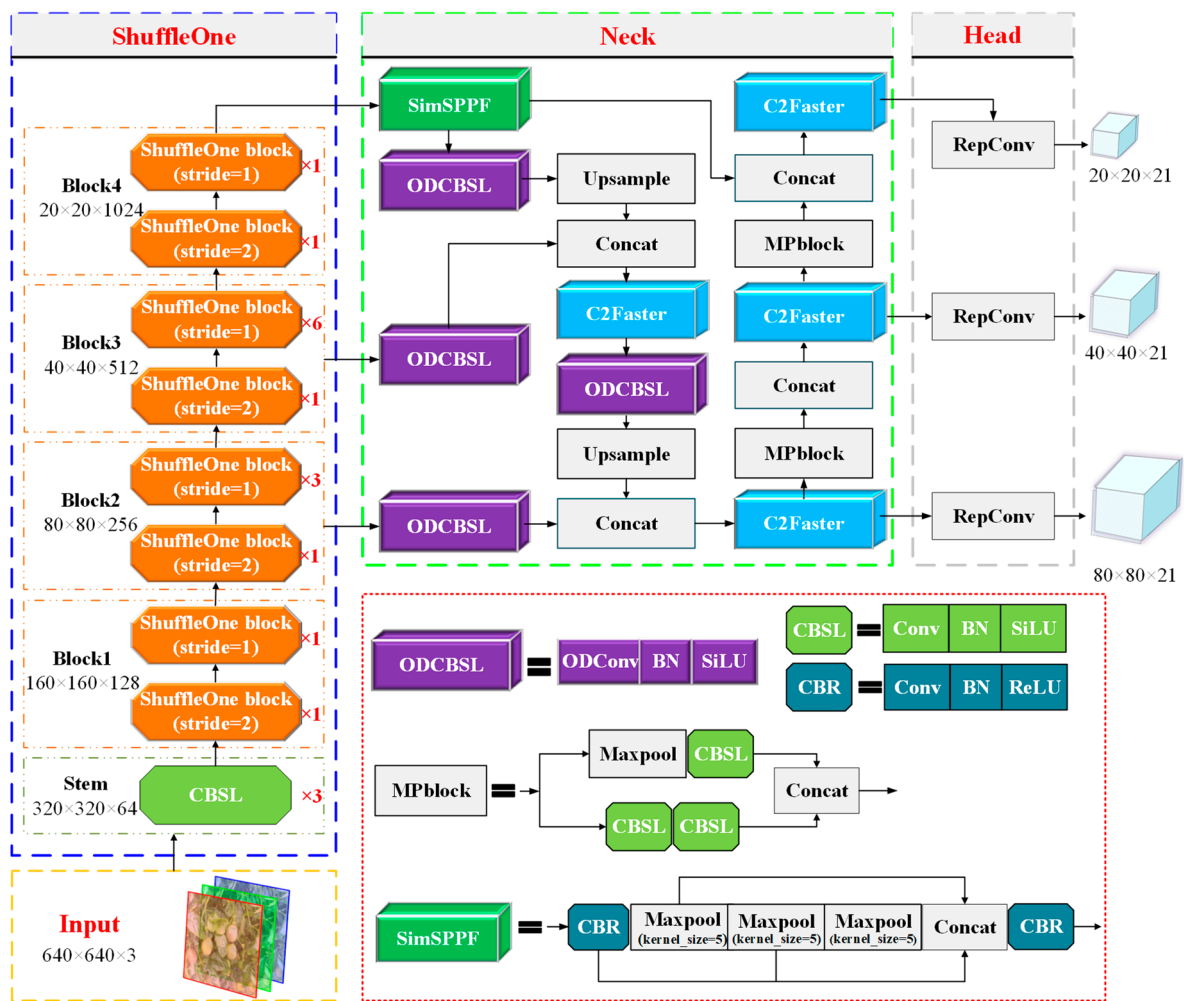 ShuffleOne
Neck
Head
ShuffleOne block
(stride=1)
×1
Block4
20×20×1024
ShuffleOne block
(stride=2)
×1
ShuffleOne block
(stride=1)
×6
Block3
40×40×512
ShuffleOne block
(stride=2)
×1
ShuffleOne block
(stride=1)
×3
Block2
80×80×256
ShuffleOne block
(stride=2)
×1
ShuffleOne block
(stride=1)
×1
Block1
160×160×128
ShuffleOne block
(stride=2)
×1
Stem
320×320×64
CBSL
×3
Input
640×640×3
SimSPPF
ODCBSL
ODCBSL
ODCBSL
Upsample
Concat
C2Faster
ODCBSL
Upsample
Concat
C2Faster
Concat
MPblock
C2Faster
Concat
MPblock
C2Faster
RepConv
20×20×21
RepConv
40×40×21
RepConv
80×80×21
ODCBSL = ODConv BN SiLU
CBSL = Conv BN SiLU
CBR = Conv BN ReLU
MPblock =
Maxpool CBSL
CBSL CBSL
Concat
SimSPPF =
CBR
Maxpool
(kernel_size=5)
Maxpool
(kernel_size=5)
Maxpool
(kernel_size=5)
Concat
CBR